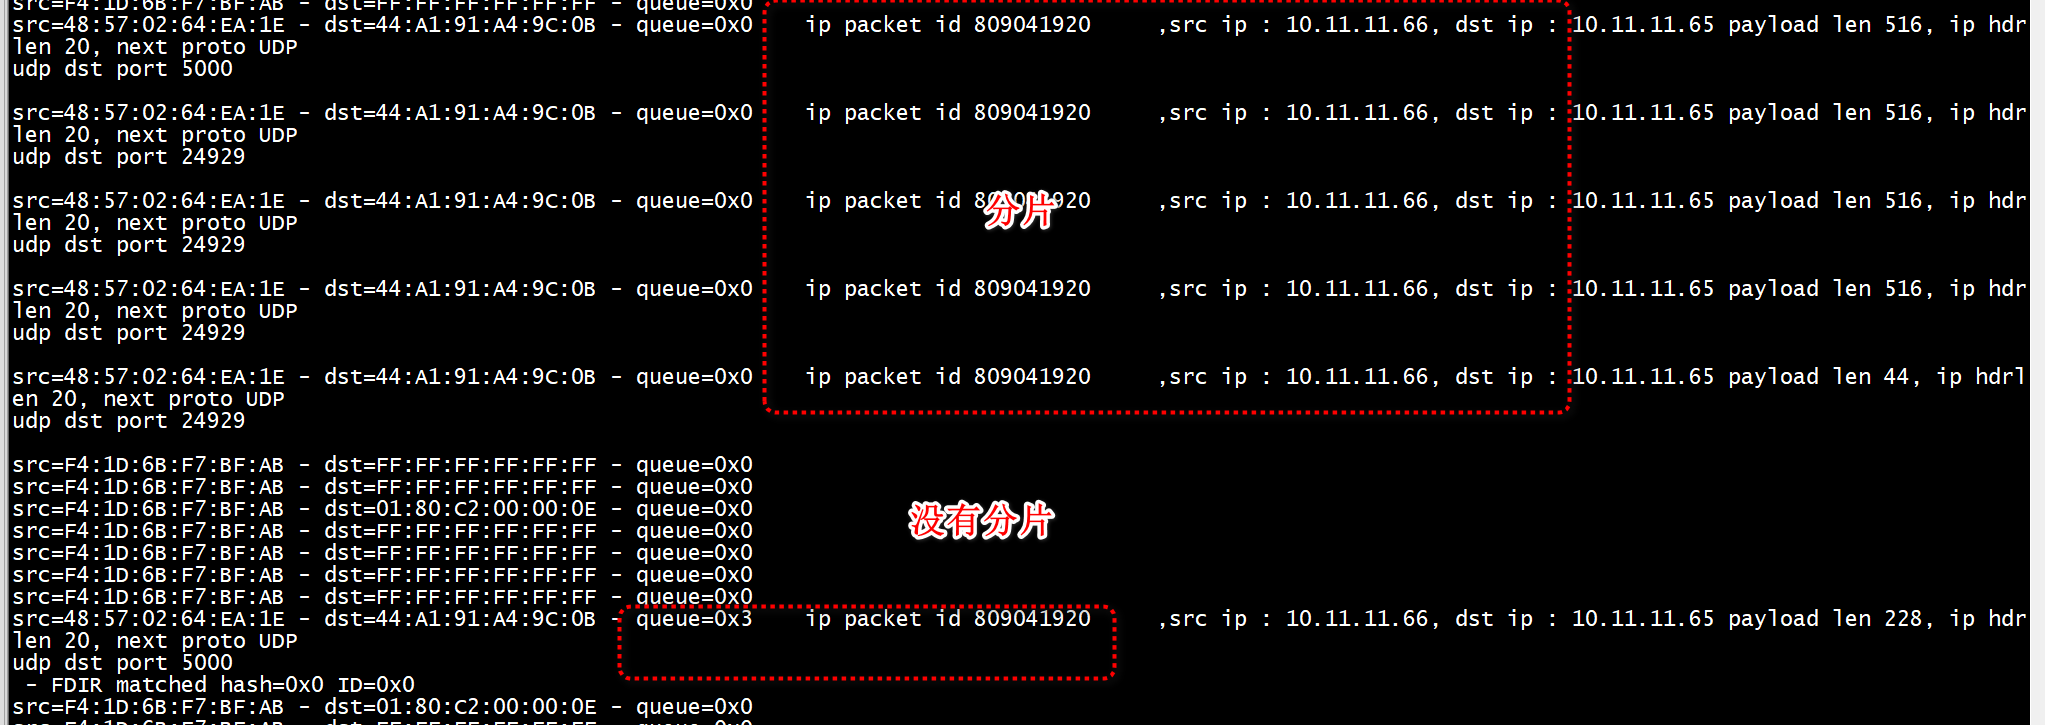 src=F4:1D:6B:F7:BF:AB - dst=FF:FF:FF:FF:FF:FF - queue=0x0
src=48:57:02:64:EA:1E - dst=44:A1:91:A4:9C:0B - queue=0x0    ip packet id 809041920     ,src ip : 10.11.11.66, dst ip : 10.11.11.65 payload len 516, ip hdr
len 20, next proto UDP
udp dst port 5000
src=48:57:02:64:EA:1E - dst=44:A1:91:A4:9C:0B - queue=0x0    ip packet id 809041920     ,src ip : 10.11.11.66, dst ip : 10.11.11.65 payload len 516, ip hdr
len 20, next proto UDP
udp dst port 24929
src=48:57:02:64:EA:1E - dst=44:A1:91:A4:9C:0B - queue=0x0    ip packet id 809041920     ,src ip : 10.11.11.66, dst ip : 10.11.11.65 payload len 516, ip hdr
分片
len 20, next proto UDP
udp dst port 24929
src=48:57:02:64:EA:1E - dst=44:A1:91:A4:9C:0B - queue=0x0    ip packet id 809041920     ,src ip : 10.11.11.66, dst ip : 10.11.11.65 payload len 516, ip hdr
len 20, next proto UDP
udp dst port 24929
src=48:57:02:64:EA:1E - dst=44:A1:91:A4:9C:0B - queue=0x0    ip packet id 809041920     ,src ip : 10.11.11.66, dst ip : 10.11.11.65 payload len 44, ip hdrl
en 20, next proto UDP
udp dst port 24929
src=F4:1D:6B:F7:BF:AB - dst=FF:FF:FF:FF:FF:FF - queue=0x0
src=F4:1D:6B:F7:BF:AB - dst=FF:FF:FF:FF:FF:FF - queue=0x0
src=F4:1D:6B:F7:BF:AB - dst=01:80:C2:00:00:0E - queue=0x0
没有分片
src=F4:1D:6B:F7:BF:AB - dst=FF:FF:FF:FF:FF:FF - queue=0x0
src=F4:1D:6B:F7:BF:AB - dst=FF:FF:FF:FF:FF:FF - queue=0x0
src=F4:1D:6B:F7:BF:AB - dst=FF:FF:FF:FF:FF:FF - queue=0x0
src=F4:1D:6B:F7:BF:AB - dst=FF:FF:FF:FF:FF:FF - queue=0x0
src=48:57:02:64:EA:1E - dst=44:A1:91:A4:9C:0B - queue=0x3    ip packet id 809041920     ,src ip : 10.11.11.66, dst ip : 10.11.11.65 payload len 228, ip hdr
len 20, next proto UDP
udp dst port 5000
 - FDIR matched hash=0x0 ID=0x0
src=F4:1D:6B:F7:BF:AB - dst=01:80:C2:00:00:0E - queue=0x0